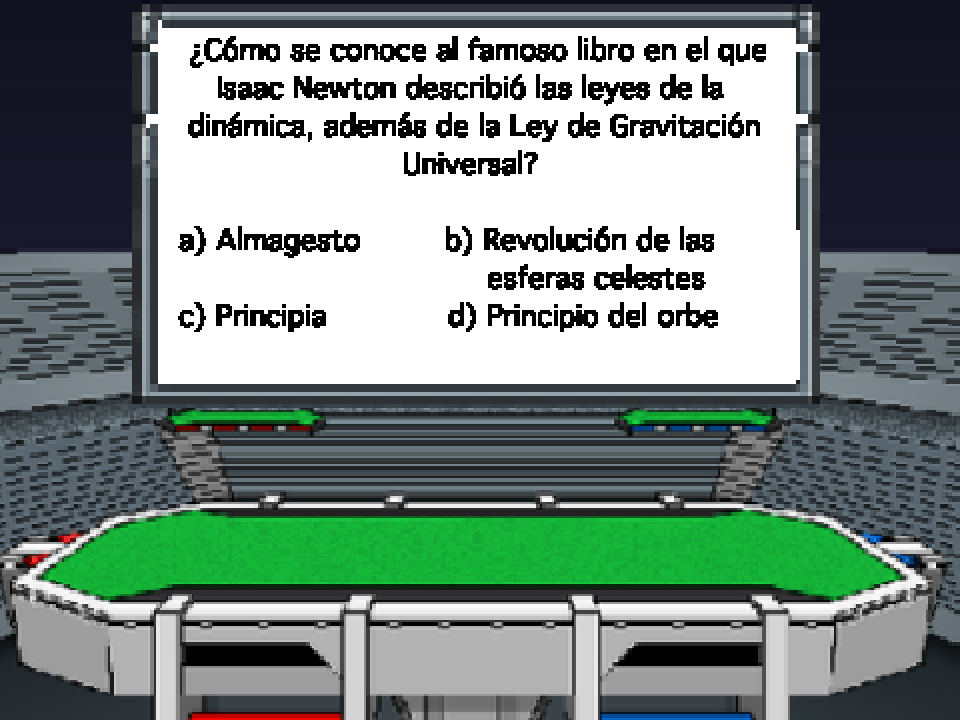 ¿Cómo se conoce al famoso libro en el que
Isaac Newton describió las leyes de la
dinámica, además de la Ley de Gravitación
Universal?
a) Almagesto b) Revolución de las
esferas celestes
c) Principia d) Principio del orbe